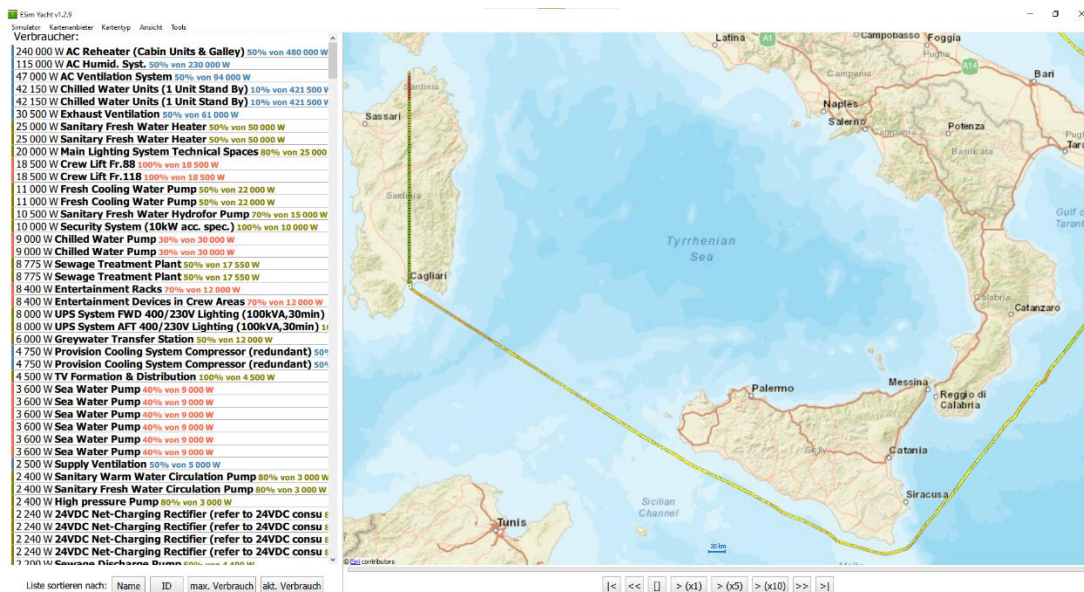 ESim Yacht v1.2.9
Simulator Kartenanbieter Kartentyp Ansicht Tools
Verbraucher:
240 000 W AC Reheater (Cabin Units & Galley) 50% von 480 000 W
115 000 W AC Humid. Syst. 50% von 230 000 W
47 000 W AC Ventilation System 50% von 94 000 W
42 150 W Chilled Water Units (1 Unit Stand By) 10% von 421 500 W
42 150 W Chilled Water Units (1 Unit Stand By) 10% von 421 500 W
30 500 W Exhaust Ventilation 50% von 61 000 W
25 000 W Sanitary Fresh Water Heater 50% von 50 000 W
25 000 W Sanitary Fresh Water Heater 50% von 50 000 W
20 000 W Main Lighting System Technical Spaces 80% von 25 000
18 500 W Crew Lift Fr.88 100% von 18 500 W
18 500 W Crew Lift Fr.118 100% von 18 500 W
11 000 W Fresh Cooling Water Pump 50% von 22 000 W
11 000 W Fresh Cooling Water Pump 50% von 22 000 W
10 500 W Sanitary Fresh Water Hydrofor Pump 70% von 15 000 W
10 000 W Security System (10kW acc. spec.) 100% von 10 000 W
9 000 W Chilled Water Pump 30% von 30 000 W
9 000 W Chilled Water Pump 30% von 30 000 W
8 775 W Sewage Treatment Plant 50% von 17 550 W
8 775 W Sewage Treatment Plant 50% von 17 550 W
8 400 W Entertainment Racks 70% von 12 000 W
8 400 W Entertainment Devices in Crew Areas 70% von 12 000 W
8 000 W UPS System FWD 400/230V Lighting (100kVA,30min)
8 000 W UPS System AFT 400/230V Lighting (100kVA,30min)
6 000 W Greywater Transfer Station 50% von 12 000 W
4 750 W Provision Cooling System Compressor (redundant) 50%
4 750 W Provision Cooling System Compressor (redundant) 50%
4 500 W TV Formation & Distribution 100% von 4 500 W
3 600 W Sea Water Pump 40% von 9 000 W
3 600 W Sea Water Pump 40% von 9 000 W
3 600 W Sea Water Pump 40% von 9 000 W
3 600 W Sea Water Pump 40% von 9 000 W
3 600 W Sea Water Pump 40% von 9 000 W
3 600 W Sea Water Pump 40% von 9 000 W
2 500 W Supply Ventilation 50% von 5 000 W
2 400 W Sanitary Warm Water Circulation Pump 80% von 3 000 W
2 400 W Sanitary Fresh Water Circulation Pump 80% von 3 000 W
2 400 W High pressure Pump 80% von 3 000 W
2 240 W 24VDC Net-Charging Rectifier (refer to 24VDC consu
2 240 W 24VDC Net-Charging Rectifier (refer to 24VDC consu
2 240 W 24VDC Net-Charging Rectifier (refer to 24VDC consu
2 240 W 24VDC Net-Charging Rectifier (refer to 24VDC consu
2 200 W Sewage Discharge Pump 50% von 4 400 W
Liste sortieren nach: Name ID max. Verbrauch akt. Verbrauch
Latina
A1
Campobasso
Foggia
A14
Bari
Campania
Naples
Salerno
Campania
Potenza
Basilicata
Sardinia
Sassari
Sardinia
Cagliari
Tyrrhenian
Sea
Gulf of
Calabria
Catanzaro
Palermo
Messina
Reggio di
Calabria
Sicily
Catania
Siracusa
Sicilian
Channel
Tunis
20 km
© Esri contributors
|< << [] > (x1) > (x5) > (x10) >> >|